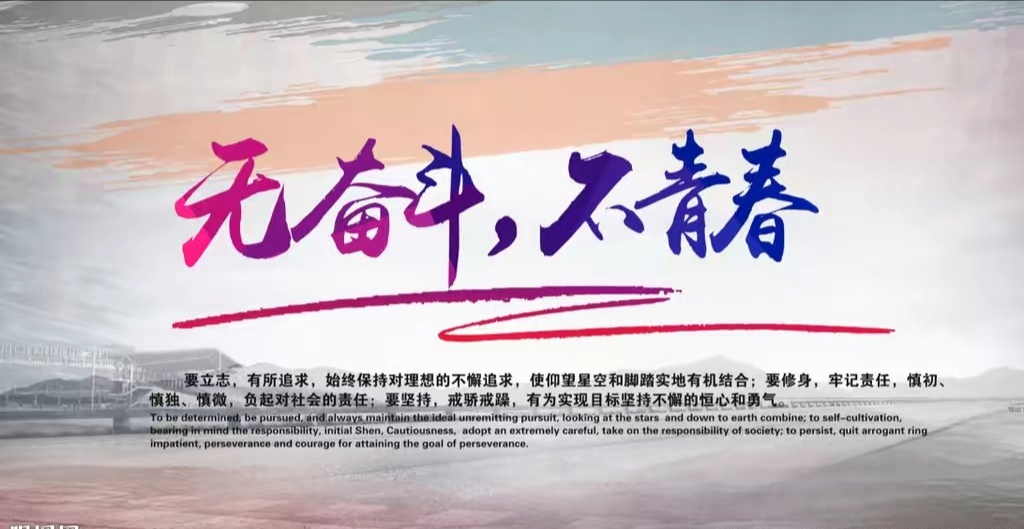 无奋斗，不青春
要立志，有所追求，始终保持对理想的不懈追求，使仰望星空和脚踏实地有机结合；要修身，牢记责任，慎初、
慎独、慎微，负起对社会的责任；要坚持，戒骄戒躁，有为实现目标坚持不懈的恒心和勇气。
To be determined, be pursued, and always maintain the ideal unremitting pursuit, looking at the stars and down to earth combine; to self-cultivation,
bearing in mind the responsibility, initial Shen, Cautiousness, adopt an extremely careful, take on the responsibility of society; to persist, quit arrogant ring
impatient, perseverance and courage for attaining the goal of perseverance.